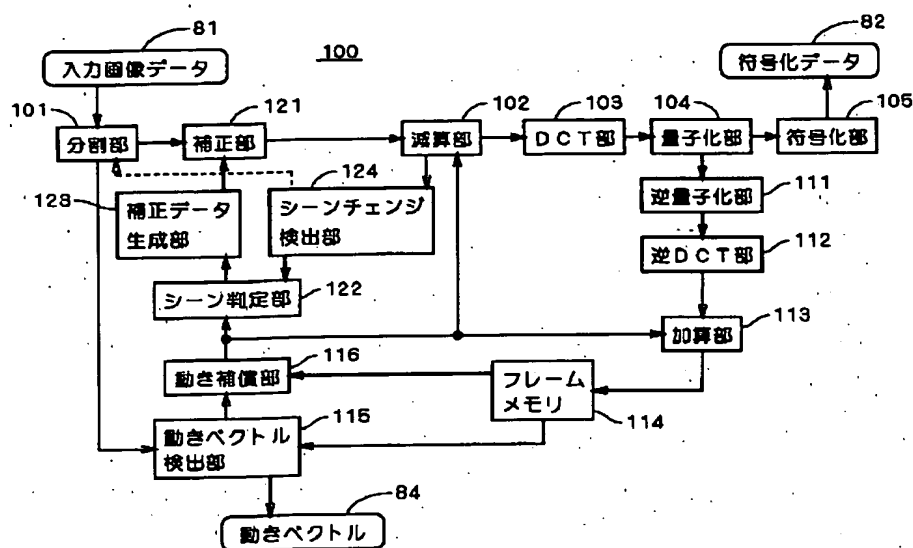 81
入力画像データ
100
82
符号化データ
101
分割部
121
補正部
102
減算部
103
DCT部
104
量子化部
105
符号化部
124
シーンチェンジ
検出部
123
補正データ
生成部
逆量子化部
111
逆DCT部
112
シーン判定部
122
加算部
113
動き補償部
116
フレーム
メモリ
114
動きベクトル
検出部
115
84
動きベクトル